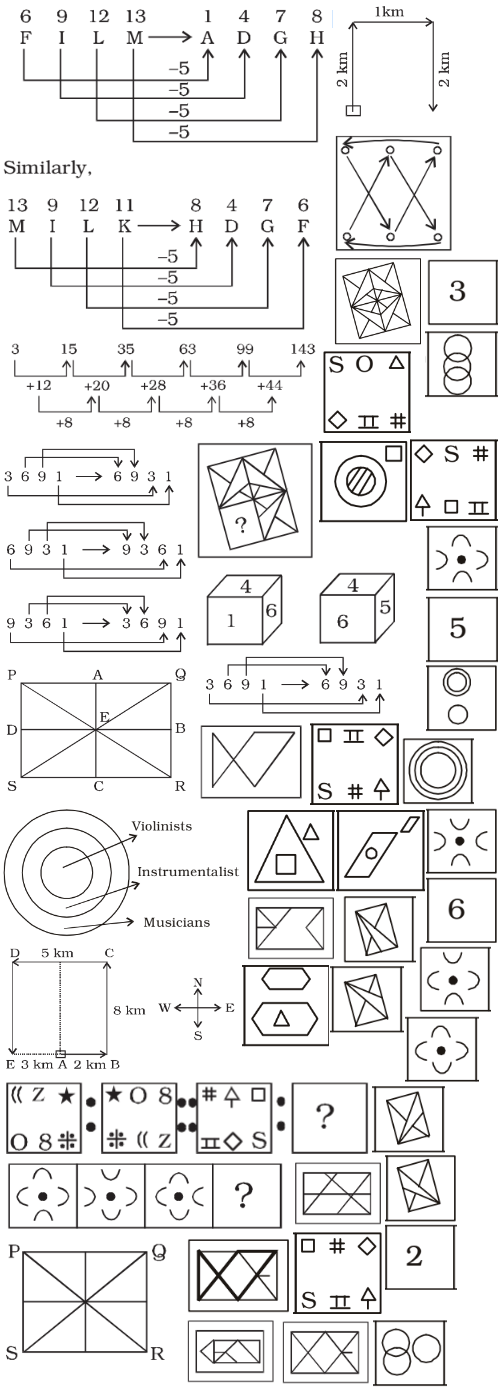 6 9 12 13 1 4 7 8
F I L M → A D G H
–5
–5
–5
–5
1km
2 km
2 km
Similarly,
13 9 12 11 8 4 7 6
M I L K → H D G F
–5
–5
–5
–5
3
3 15 35 63 99 143
+12 +20 +28 +36 +44
+8 +8 +8 +8
S O △
◇ #
3 6 9 1 → 6 9 3 1
?
◇ S #
□
6 9 3 1 → 9 3 6 1
4
1 6
4
6 5
5
9 3 6 1 → 3 6 9 1
3 6 9 1 → 6 9 3 1
P A Q
D E B
S C R
□ ◇
S #
Violinists
Instrumentalist
Musicians
6
D 5 km C
8 km
E 3 km A 2 km B
N
W E
S
(( Z ★
O 8
★ O 8
(( Z
# □
◇ S
?
?
P Q
S R
□ # ◇
S
2